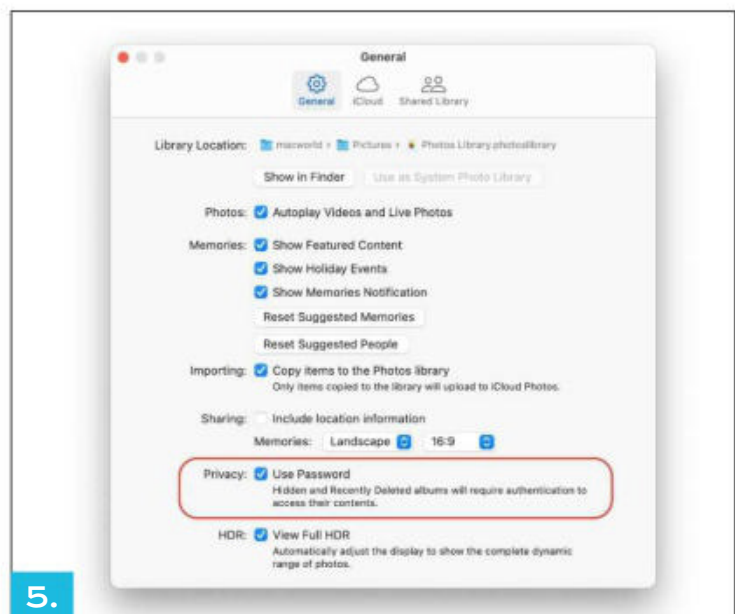 General
General iCloud Shared Library
Library Location: macworld › Pictures › Photos Library.photoslibrary
Show in Finder Use as System Photo Library
Photos: Autoplay Videos and Live Photos
Memories: Show Featured Content
Show Holiday Events
Show Memories Notification
Reset Suggested Memories
Reset Suggested People
Importing: Copy items to the Photos library
Only items copied to the library will upload to iCloud Photos.
Sharing: Include location information
Memories: Landscape 16:9
Privacy: Use Password
Hidden and Recently Deleted albums will require authentication to
access their contents.
HDR: View Full HDR
Automatically adjust the display to show the complete dynamic
range of photos.
5.